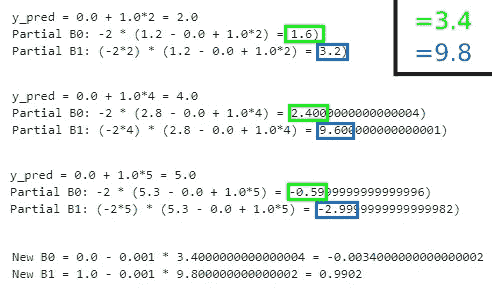 y_pred = 0.0 + 1.0*2 = 2.0
Partial B0: -2 * (1.2 - 0.0 + 1.0*2) = 1.6)
Partial B1: (-2*2) * (1.2 - 0.0 + 1.0*2) = 3.2)
=3.4
=9.8
y_pred = 0.0 + 1.0*4 = 4.0
Partial B0: -2 * (2.8 - 0.0 + 1.0*4) = 2.4000000000000004)
Partial B1: (-2*4) * (2.8 - 0.0 + 1.0*4) = 9.600000000000001)
y_pred = 0.0 + 1.0*5 = 5.0
Partial B0: -2 * (5.3 - 0.0 + 1.0*5) = -0.5999999999999996)
Partial B1: (-2*5) * (5.3 - 0.0 + 1.0*5) = -2.9999999999999982)
New B0 = 0.0 - 0.001 * 3.4000000000000004 = -0.0034000000000000002
New B1 = 1.0 - 0.001 * 9.800000000000002 = 0.9902